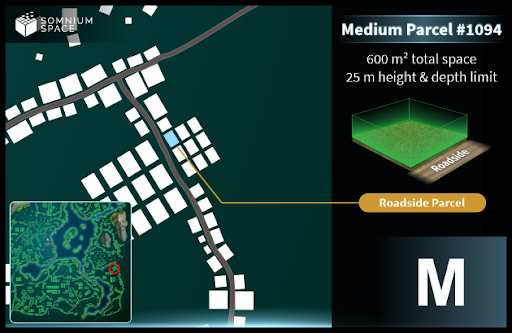 SOMNIUM
SPACE
Medium Parcel #1094
600 m² total space
25 m height & depth limit
Roadside
Roadside Parcel
M